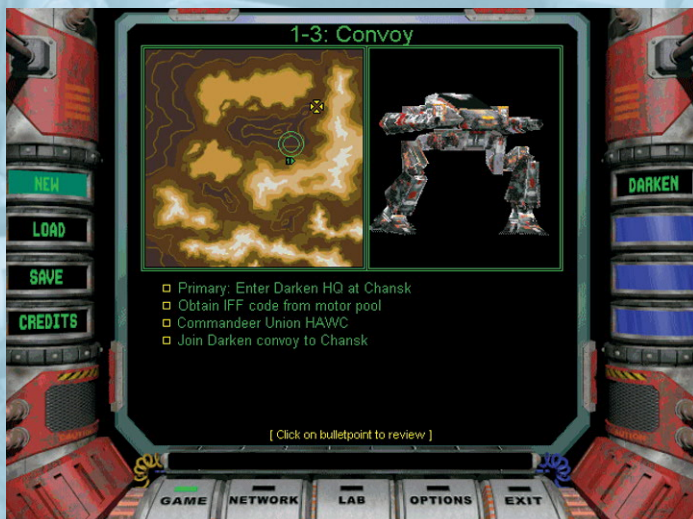 1-3: Convoy
NEW
LOAD
SAVE
CREDITS
DARKEN
Primary: Enter Darken HQ at Chansk
Obtain IFF code from motor pool
Commandeer Union HAWC
Join Darken convoy to Chansk
[ Click on bulletpoint to review ]
GAME NETWORK LAB OPTIONS EXIT